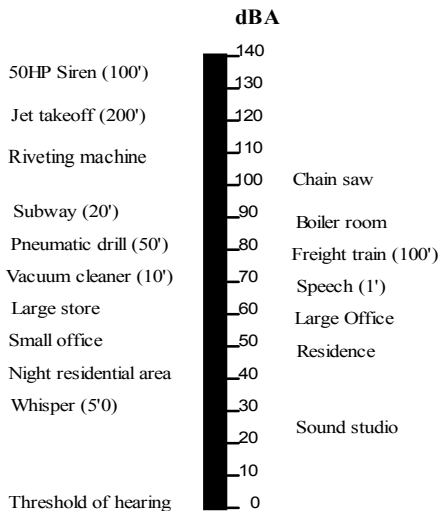 dBA
140
50HP Siren (100')
130
Jet takeoff (200')
120
110
Riveting machine
100
Chain saw
Subway (20')
90
Boiler room
Pneumatic drill (50')
80
Freight train (100')
Vacuum cleaner (10')
70
Speech (1')
Large store
60
Large Office
Small office
50
Residence
Night residential area
40
Whisper (5'0)
30
Sound studio
20
10
Threshold of hearing
0